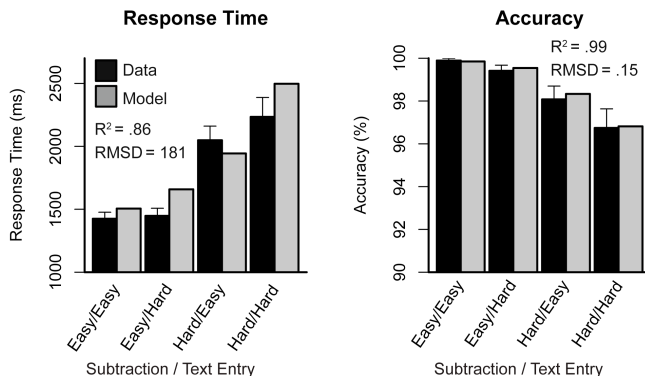 Response Time
Response Time (ms)
2500
2000
1500
1000
Data
Model
R² = .86
RMSD = 181
Easy/Easy
Easy/Hard
Hard/Easy
Hard/Hard
Subtraction / Text Entry
Accuracy
Accuracy (%)
100
98
96
94
92
90
R² = .99
RMSD = .15
Easy/Easy
Easy/Hard
Hard/Easy
Hard/Hard
Subtraction / Text Entry